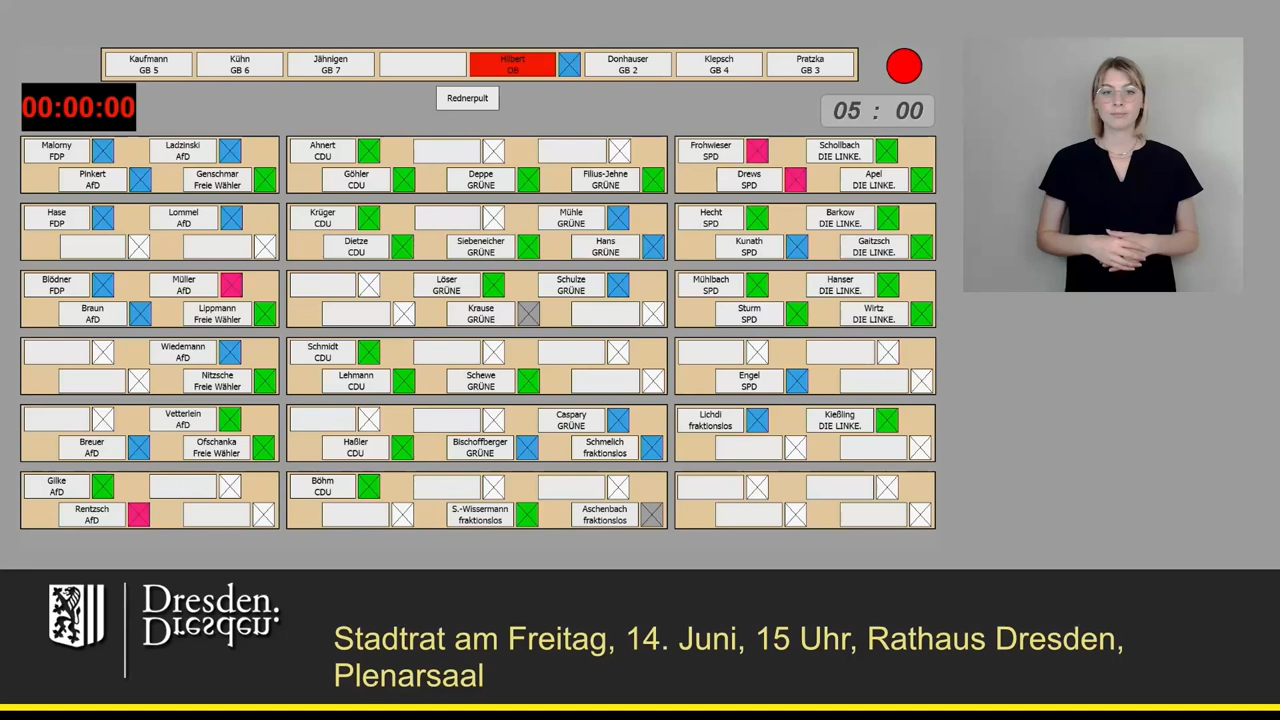 Kaufmann
GB 5
Kühn
GB 6
Jähnigen
GB 7
Hilbert
OB
Donhauser
GB 2
Klepsch
GB 4
Pratzka
GB 3
00:00:00
Rednerpult
05 : 00
Malorny
FDP
Ladzinski
AfD
Pinkert
AfD
Genschmar
Freie Wähler
Ahnert
CDU
Göhler
CDU
Deppe
GRÜNE
Filius-Jehne
GRÜNE
Frohwieser
SPD
Schollbach
DIE LINKE.
Drews
SPD
Apel
DIE LINKE.
Hase
FDP
Lommel
AfD
Krüger
CDU
Mühle
GRÜNE
Dietze
CDU
Siebeneicher
GRÜNE
Hans
GRÜNE
Hecht
SPD
Barkow
DIE LINKE.
Kunath
SPD
Gaitzsch
DIE LINKE.
Blödner
FDP
Müller
AfD
Braun
AfD
Lippmann
Freie Wähler
Löser
GRÜNE
Schulze
GRÜNE
Krause
GRÜNE
Mühlbach
SPD
Hanser
DIE LINKE.
Sturm
SPD
Wirtz
DIE LINKE.
Wiedemann
AfD
Nitzsche
Freie Wähler
Schmidt
CDU
Lehmann
CDU
Schewe
GRÜNE
Engel
SPD
Vetterlein
AfD
Breuer
AfD
Ofschanka
Freie Wähler
Caspary
GRÜNE
Haßler
CDU
Bischoffberger
GRÜNE
Schmelich
fraktionslos
Lichdi
fraktionslos
Kießling
DIE LINKE.
Gilke
AfD
Rentzsch
AfD
Böhm
CDU
S.-Wissermann
fraktionslos
Aschenbach
fraktionslos
Dresden.
Dresden.
Stadtrat am Freitag, 14. Juni, 15 Uhr, Rathaus Dresden,
Plenarsaal